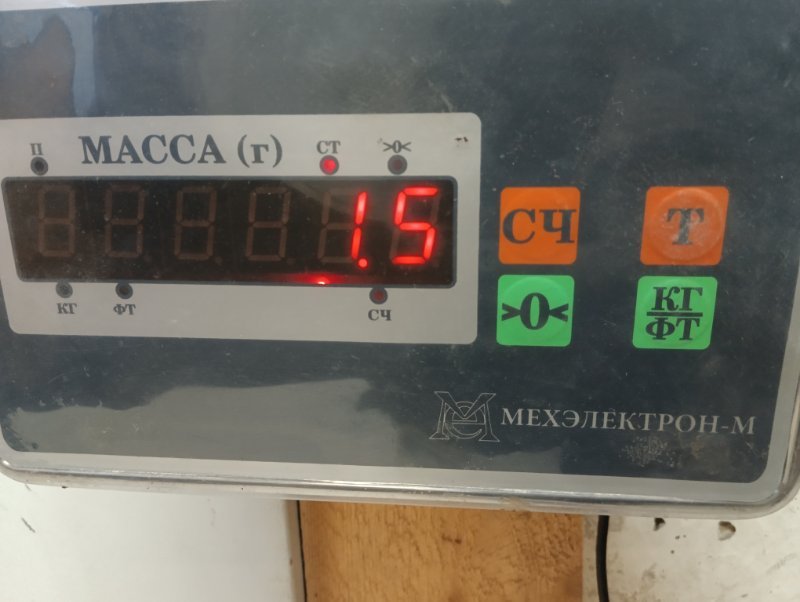 П МАССА (г) СТ >0<
1.5
КГ ФТ СЧ
СЧ Т
>0< КГ/ФТ
МЕХЭЛЕКТРОН-М